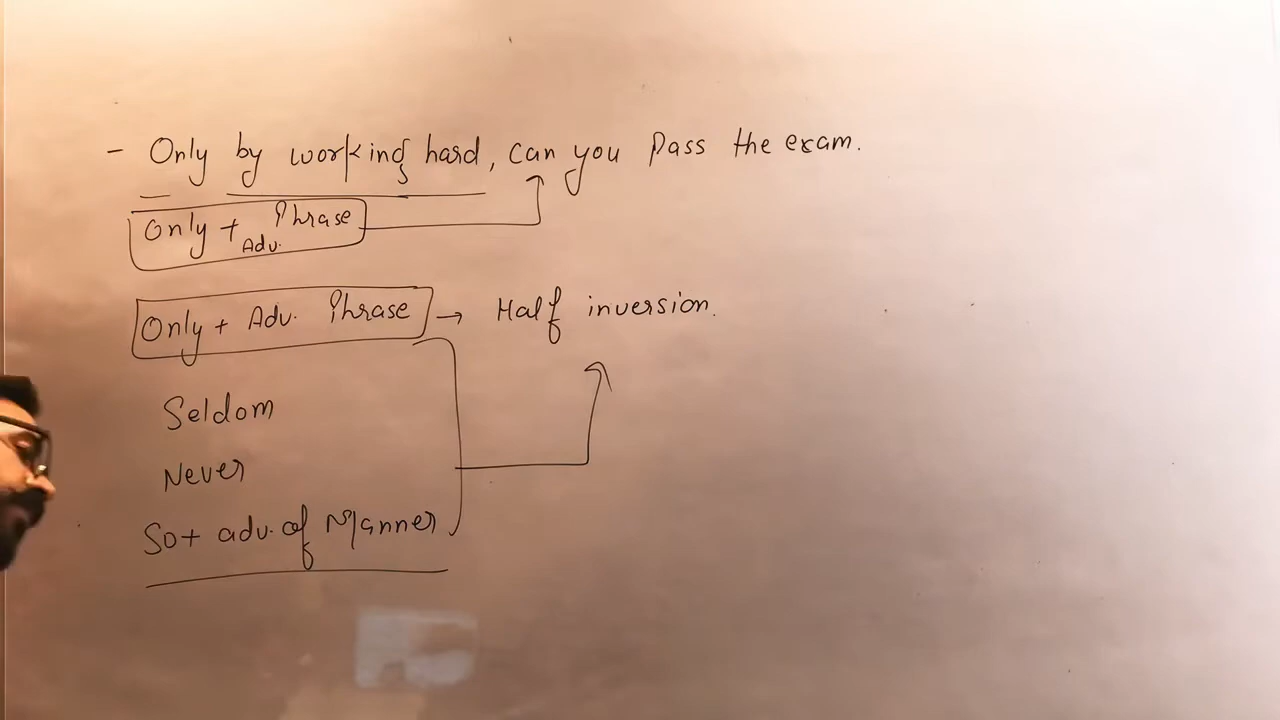 - Only by working hard, can you pass the exam.
Only + Adv. Phrase
Only + Adv. Phrase → Half inversion.
Seldom
Never
So + adv. of Manner